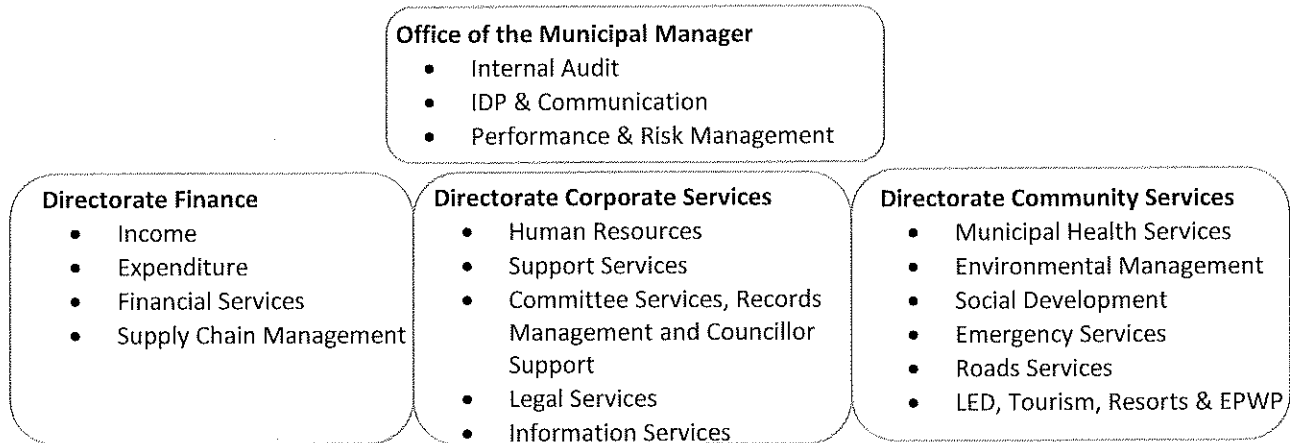 Office of the Municipal Manager
• Internal Audit
• IDP & Communication
• Performance & Risk Management
Directorate Finance
• Income
• Expenditure
• Financial Services
• Supply Chain Management
Directorate Corporate Services
• Human Resources
• Support Services
• Committee Services, Records
Management and Councillor
Support
• Legal Services
• Information Services
Directorate Community Services
• Municipal Health Services
• Environmental Management
• Social Development
• Emergency Services
• Roads Services
• LED, Tourism, Resorts & EPWP